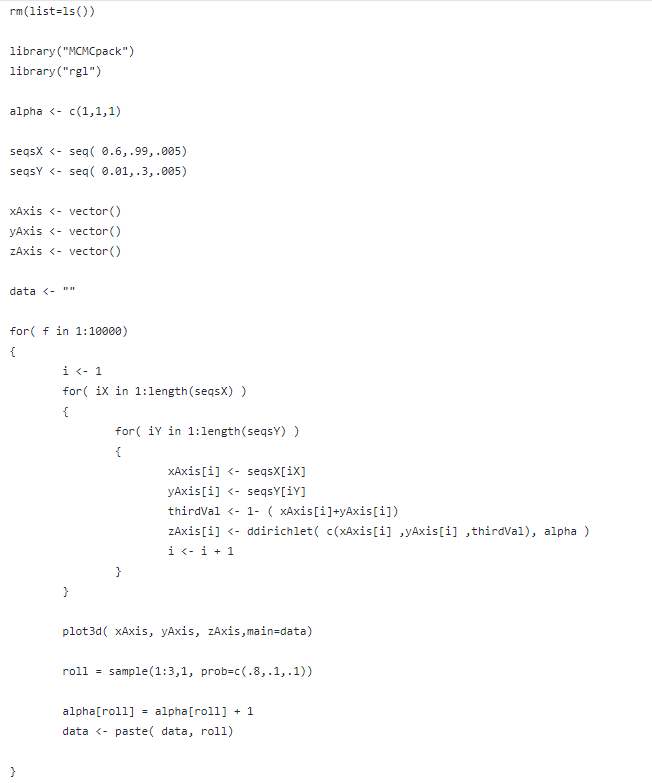 rm(list=ls())
library("MCMCpack")
library("rgl")
alpha <- c(1,1,1)
seqsX <- seq( 0.6,.99,.005)
seqsY <- seq( 0.01,.3,.005)
xAxis <- vector()
yAxis <- vector()
zAxis <- vector()
data <- ""
for( f in 1:10000)
{
i <- 1
for( iX in 1:length(seqsX) )
{
for( iY in 1:length(seqsY) )
{
xAxis[i] <- seqsX[iX]
yAxis[i] <- seqsY[iY]
thirdVal <- 1- ( xAxis[i]+yAxis[i])
zAxis[i] <- ddirichlet( c(xAxis[i] ,yAxis[i] ,thirdVal), alpha )
i <- i + 1
}
}
plot3d( xAxis, yAxis, zAxis,main=data)
roll = sample(1:3,1, prob=c(.8,.1,.1))
alpha[roll] = alpha[roll] + 1
data <- paste( data, roll)
}